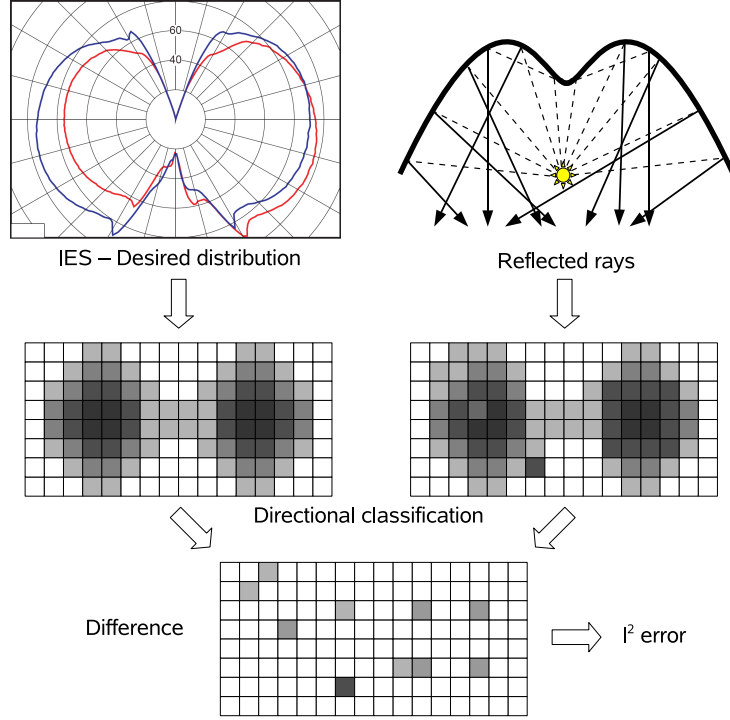 60
40
IES – Desired distribution
Reflected rays
Directional classification
Difference
l² error